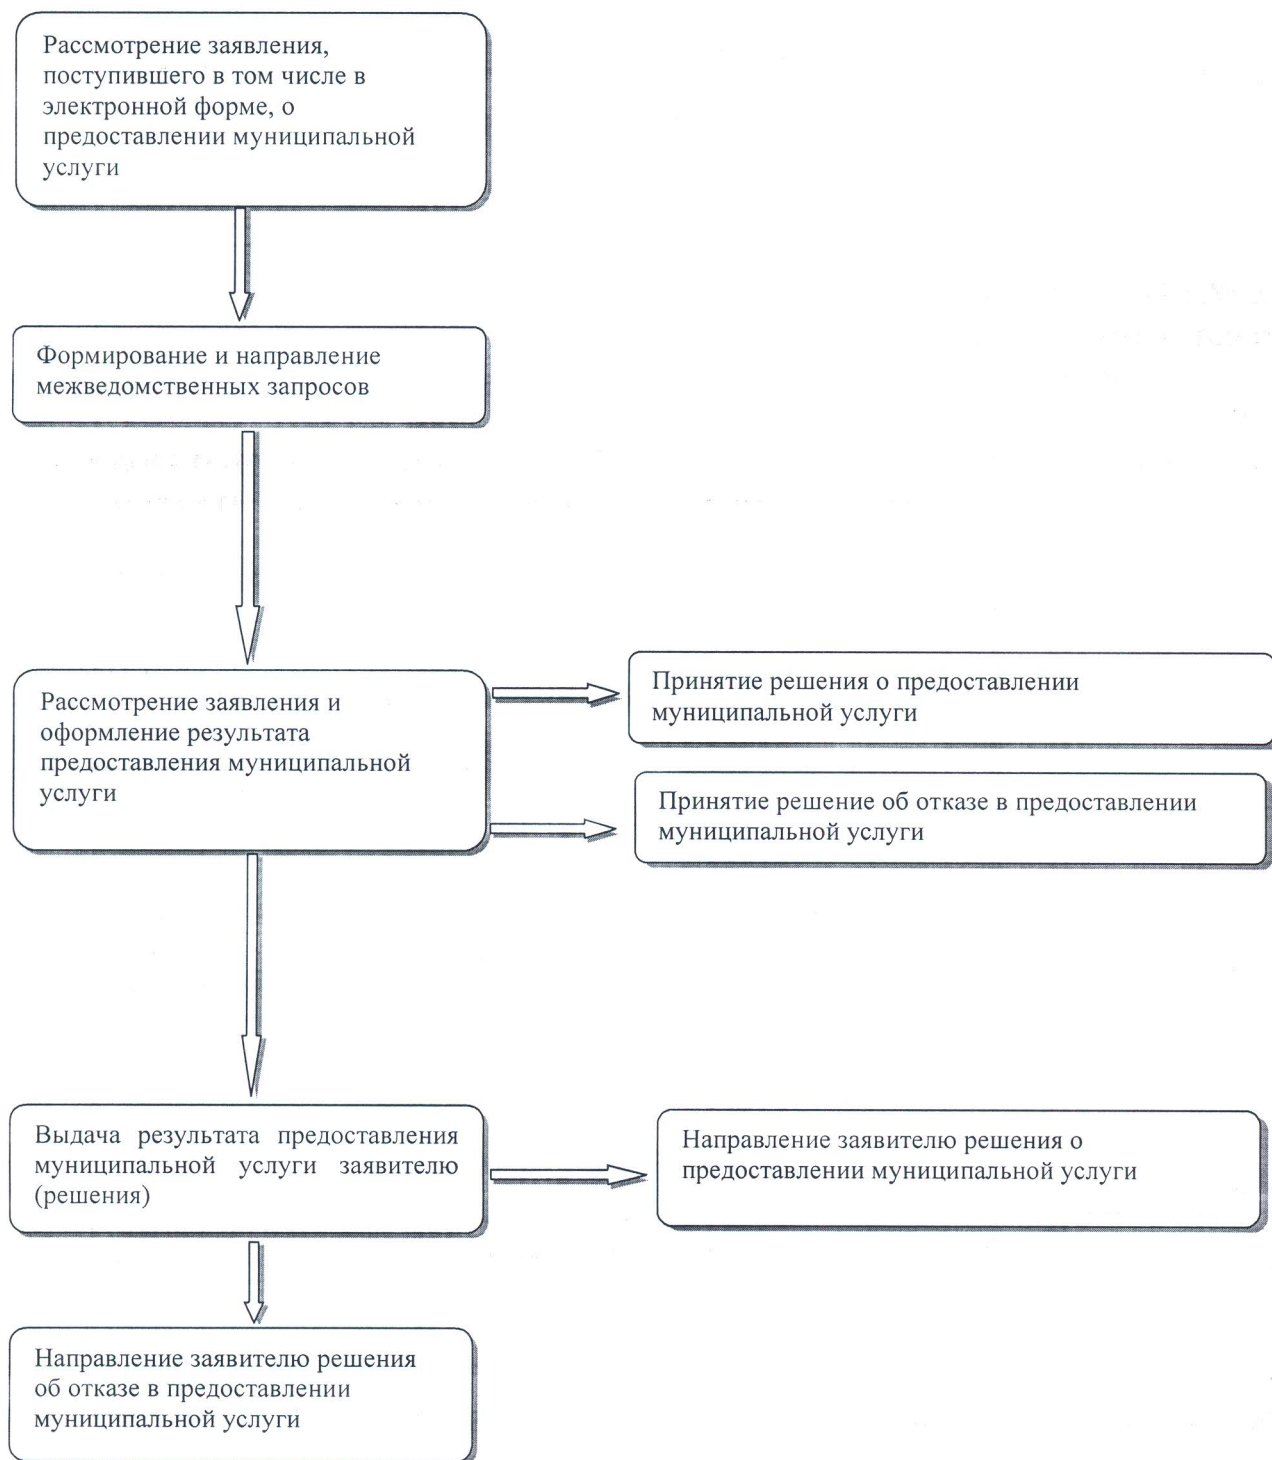 Рассмотрение заявления,
поступившего в том числе в
электронной форме, о
предоставлении муниципальной
услуги
Формирование и направление
межведомственных запросов
Рассмотрение заявления и
оформление результата
предоставления муниципальной
услуги
Принятие решения о предоставлении
муниципальной услуги
Принятие решение об отказе в предоставлении
муниципальной услуги
Выдача результата предоставления
муниципальной услуги заявителю
(решения)
Направление заявителю решения о
предоставлении муниципальной услуги
Направление заявителю решения
об отказе в предоставлении
муниципальной услуги